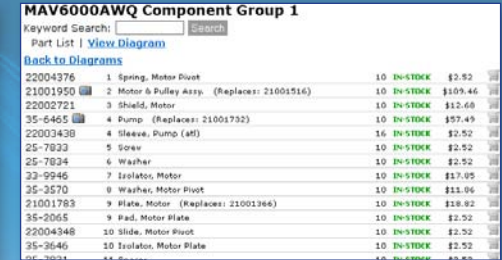 MAV6000AWQ Component Group 1
Keyword Search: Search
Part List | View Diagram
Back to Diagrams
22004376 1 Spring, Motor Pivot 10 IN-STOCK $2.52
21001950 2 Motor & Pulley Assy. (Replaces: 21001516) 10 IN-STOCK $109.46
22002721 3 Shield, Motor 10 IN-STOCK $12.60
35-6465 4 Pump (Replaces: 21001732) 10 IN-STOCK $57.49
22003438 4 Sleeve, Pump (atl) 16 IN-STOCK $2.52
25-7833 5 Screw 10 IN-STOCK $2.52
25-7834 6 Washer 10 IN-STOCK $2.52
33-9946 7 Isolator, Motor 10 IN-STOCK $17.05
35-3570 8 Washer, Motor Pivot 10 IN-STOCK $11.06
21001783 9 Plate, Motor (Replaces: 21001366) 10 IN-STOCK $18.82
35-2065 9 Pad, Motor Plate 10 IN-STOCK $2.52
22004348 10 Slide, Motor Pivot 10 IN-STOCK $2.52
35-3646 10 Isolator, Motor Plate 10 IN-STOCK $2.52